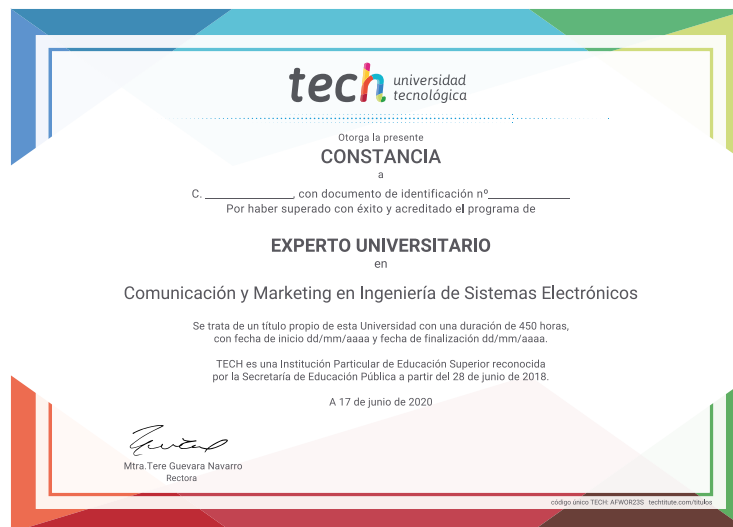 tech universidad
tecnológica
Otorga la presente
CONSTANCIA
a
C. ______________, con documento de identificación nº______________
Por haber superado con éxito y acreditado el programa de
EXPERTO UNIVERSITARIO
en
Comunicación y Marketing en Ingeniería de Sistemas Electrónicos
Se trata de un título propio de esta Universidad con una duración de 450 horas,
con fecha de inicio dd/mm/aaaa y fecha de finalización dd/mm/aaaa.
TECH es una Institución Particular de Educación Superior reconocida
por la Secretaría de Educación Pública a partir del 28 de junio de 2018.
A 17 de junio de 2020
Mtra.Tere Guevara Navarro
Rectora
código único TECH: AFWOR23S techtitute.com/titulos